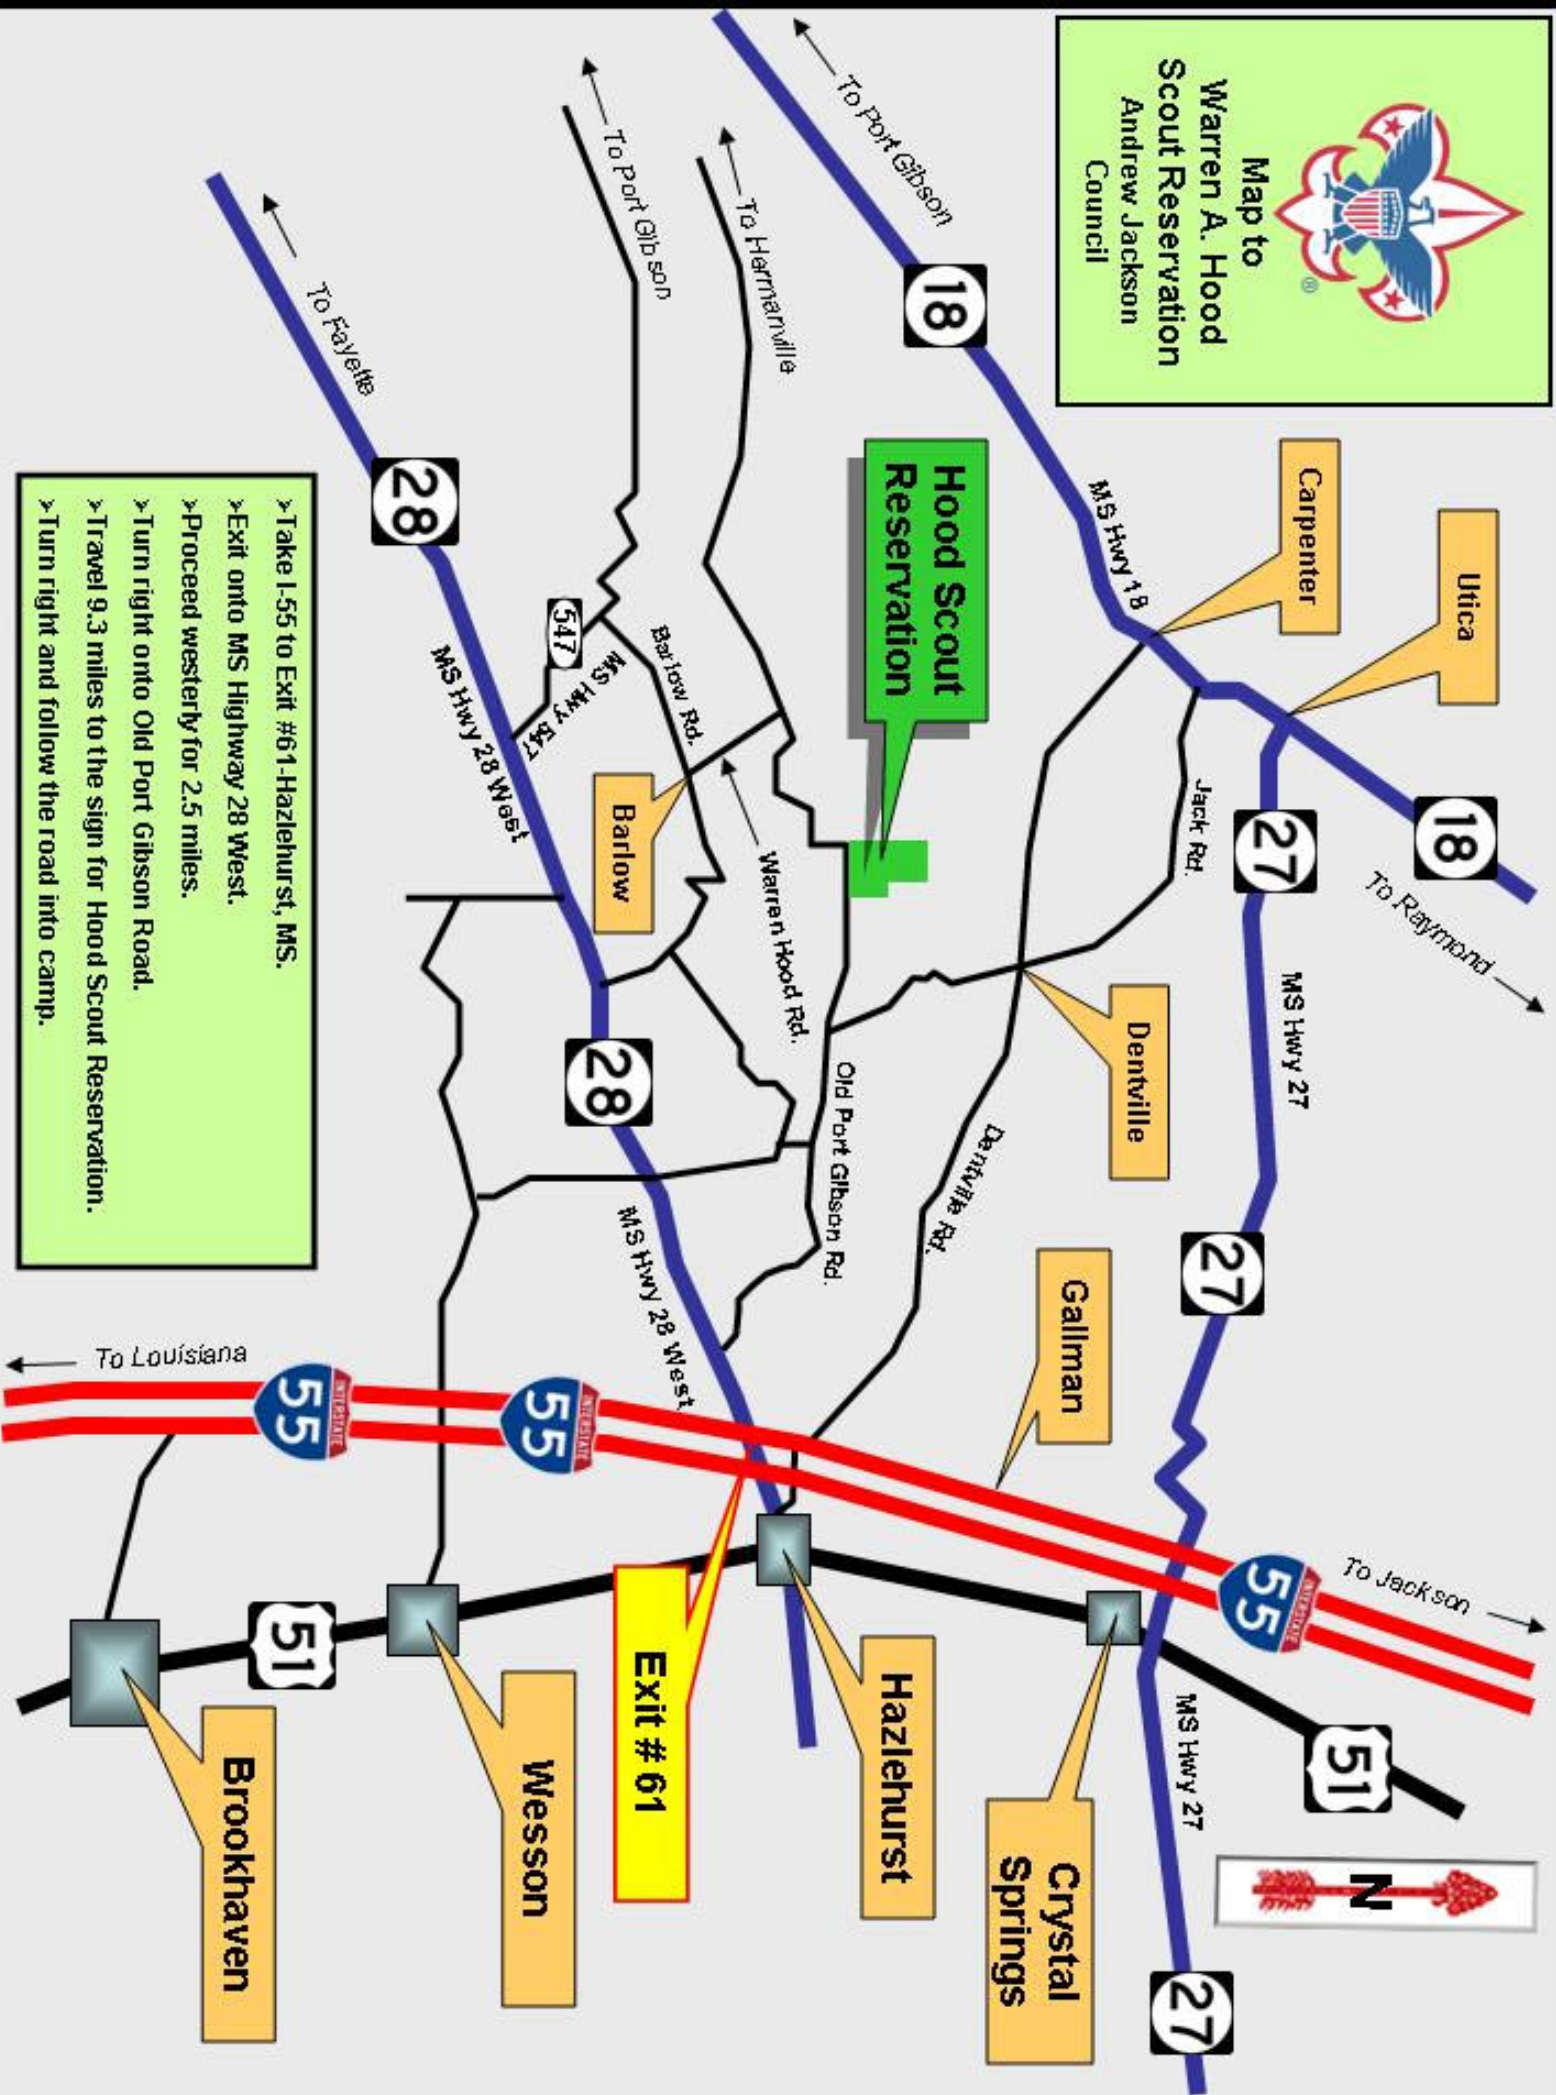 Map to
Warren A. Hood
Scout Reservation
Andrew Jackson
Council
®
Utica
Carpenter
18
To Raymond
27
MS Hwy 27
27
INTERSTATE
55
To Jackson
51
N
MS Hwy 27
27
MS Hwy 18
Jack Rd.
Dentville
Gallman
Crystal
Springs
18
To Port Gibson
Hood Scout
Reservation
Dentville Rd.
Hazlehurst
To Hermanville
Old Port Gibson Rd.
Warren Hood Rd.
To Port Gibson
Barlow Rd.
Barlow
547
MS Hwy 547
28
MS Hwy 28 West
Exit # 61
INTERSTATE
55
Wesson
28
MS Hwy 28 West
To Fayette
INTERSTATE
55
51
Brookhaven
To Louisiana
➢Take I-55 to Exit #61-Hazlehurst, MS.
➢Exit onto MS Highway 28 West.
➢Proceed westerly for 2.5 miles.
➢Turn right onto Old Port Gibson Road.
➢Travel 9.3 miles to the sign for Hood Scout Reservation.
➢Turn right and follow the road into camp.